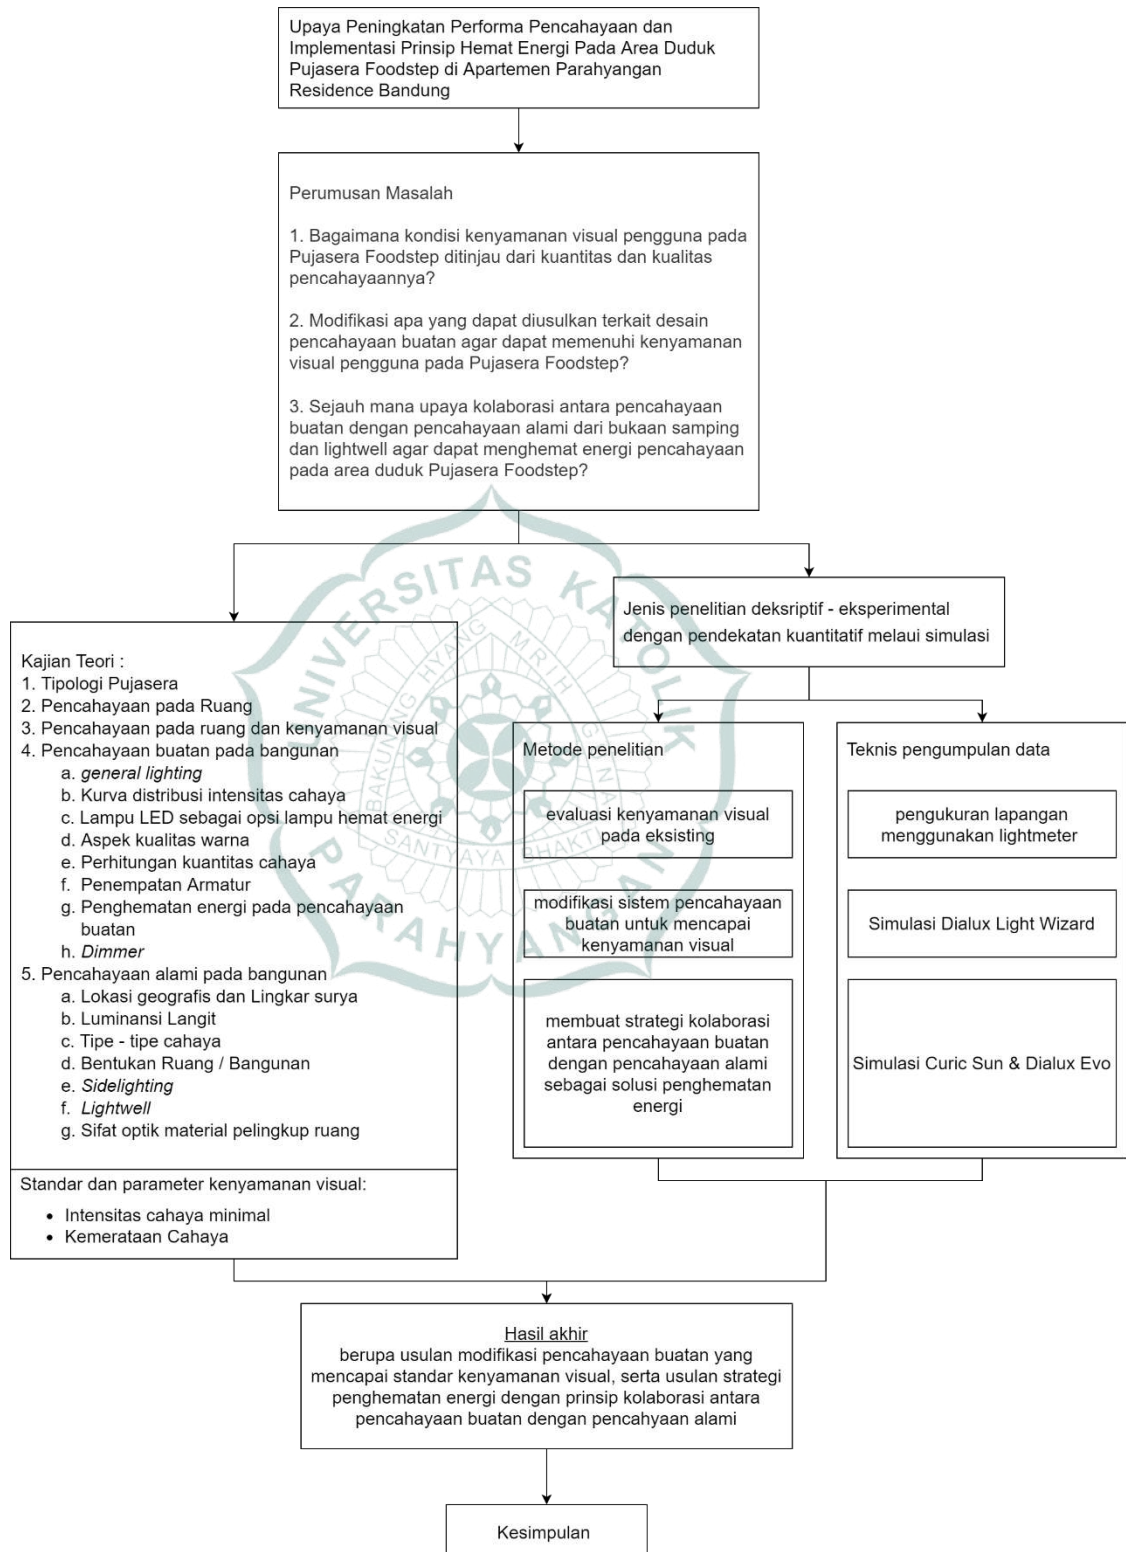 Upaya Peningkatan Performa Pencahayaan dan
Implementasi Prinsip Hemat Energi Pada Area Duduk
Pujasera Foodstep di Apartemen Parahyangan
Residence Bandung
Perumusan Masalah
1. Bagaimana kondisi kenyamanan visual pengguna pada
Pujasera Foodstep ditinjau dari kuantitas dan kualitas
pencahayaannya?
2. Modifikasi apa yang dapat diusulkan terkait desain
pencahayaan buatan agar dapat memenuhi kenyamanan
visual pengguna pada Pujasera Foodstep?
3. Sejauh mana upaya kolaborasi antara pencahayaan
buatan dengan pencahayaan alami dari bukaan samping
dan lightwell agar dapat menghemat energi pencahayaan
pada area duduk Pujasera Foodstep?
UNIVERSITAS KATOLIK
PARAHYANGAN
BAKUNING HYANG MRIH GUNA
SANTYAYA BHAKTI
Jenis penelitian deksriptif - eksperimental
dengan pendekatan kuantitatif melaui simulasi
Kajian Teori :
1. Tipologi Pujasera
2. Pencahayaan pada Ruang
3. Pencahayaan pada ruang dan kenyamanan visual
4. Pencahayaan buatan pada bangunan
a. general lighting
b. Kurva distribusi intensitas cahaya
c. Lampu LED sebagai opsi lampu hemat energi
d. Aspek kualitas warna
e. Perhitungan kuantitas cahaya
f. Penempatan Armatur
g. Penghematan energi pada pencahayaan
buatan
h. Dimmer
5. Pencahayaan alami pada bangunan
a. Lokasi geografis dan Lingkar surya
b. Luminansi Langit
c. Tipe - tipe cahaya
d. Bentukan Ruang / Bangunan
e. Sidelighting
f. Lightwell
g. Sifat optik material pelingkup ruang
Standar dan parameter kenyamanan visual:
• Intensitas cahaya minimal
• Kemerataan Cahaya
Metode penelitian
evaluasi kenyamanan visual
pada eksisting
modifikasi sistem pencahayaan
buatan untuk mencapai
kenyamanan visual
membuat strategi kolaborasi
antara pencahayaan buatan
dengan pencahayaan alami
sebagai solusi penghematan
energi
Teknis pengumpulan data
pengukuran lapangan
menggunakan lightmeter
Simulasi Dialux Light Wizard
Simulasi Curic Sun & Dialux Evo
Hasil akhir
berupa usulan modifikasi pencahayaan buatan yang
mencapai standar kenyamanan visual, serta usulan strategi
penghematan energi dengan prinsip kolaborasi antara
pencahayaan buatan dengan pencahyaan alami
Kesimpulan